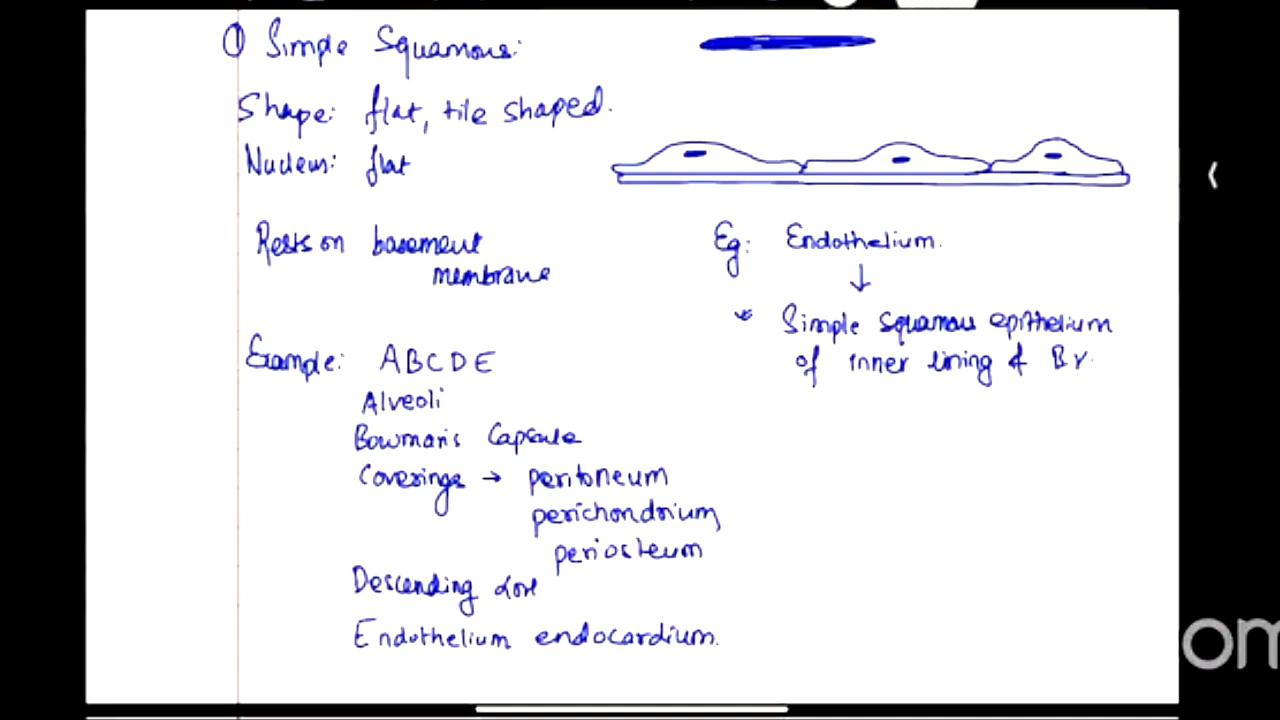 ① Simple Squamous:
Shape: flat, tile shaped.
Nucleus: flat
Rests on basement
membrane
Example: ABCDE
Alveoli
Bowman's Capsule
Coverings → peritoneum
perichondrium,
periosteum
Descending
Endothelium endocardium.
Eg: Endothelium.
↓
* Simple squamous epithelium
of inner lining of B.V.
om